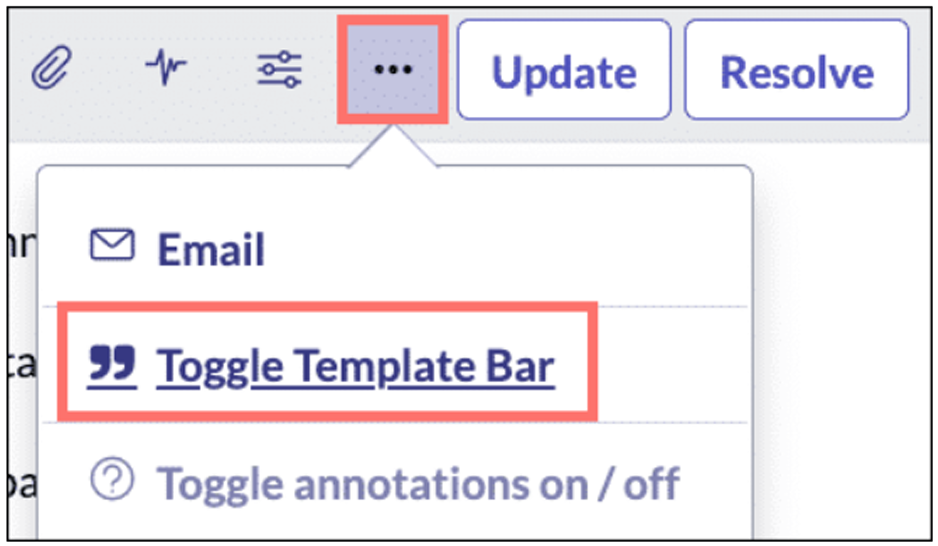 Update Resolve
Email
Toggle Template Bar
Toggle annotations on / off